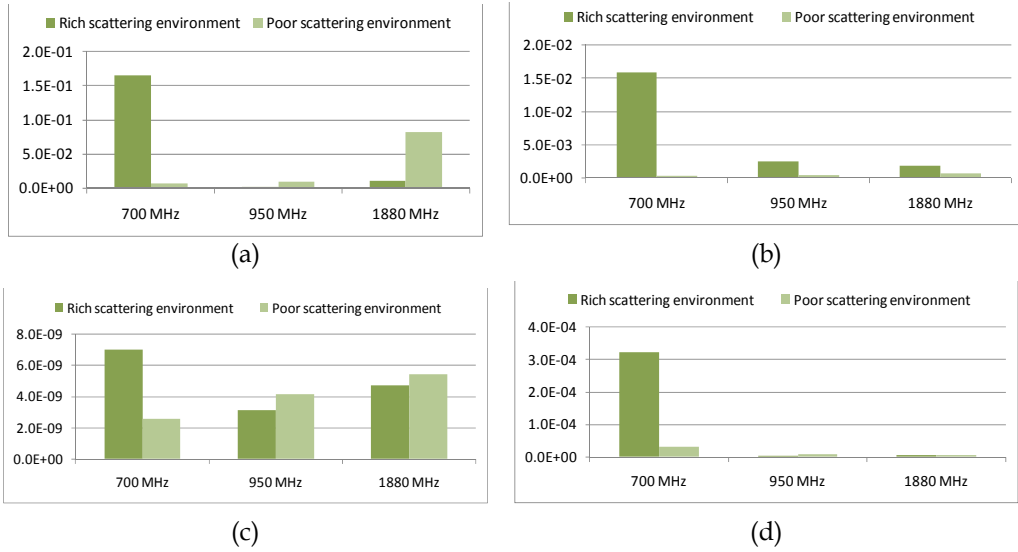 Rich scattering environment Poor scattering environment
2.0E-01
1.5E-01
1.0E-01
5.0E-02
0.0E+00
700 MHz 950 MHz 1880 MHz
(a)
Rich scattering environment Poor scattering environment
2.0E-02
1.5E-02
1.0E-02
5.0E-03
0.0E+00
700 MHz 950 MHz 1880 MHz
(b)
Rich scattering environment Poor scattering environment
8.0E-09
6.0E-09
4.0E-09
2.0E-09
0.0E+00
700 MHz 950 MHz 1880 MHz
(c)
Rich scattering environment Poor scattering environment
4.0E-04
3.0E-04
2.0E-04
1.0E-04
0.0E+00
700 MHz 950 MHz 1880 MHz
(d)